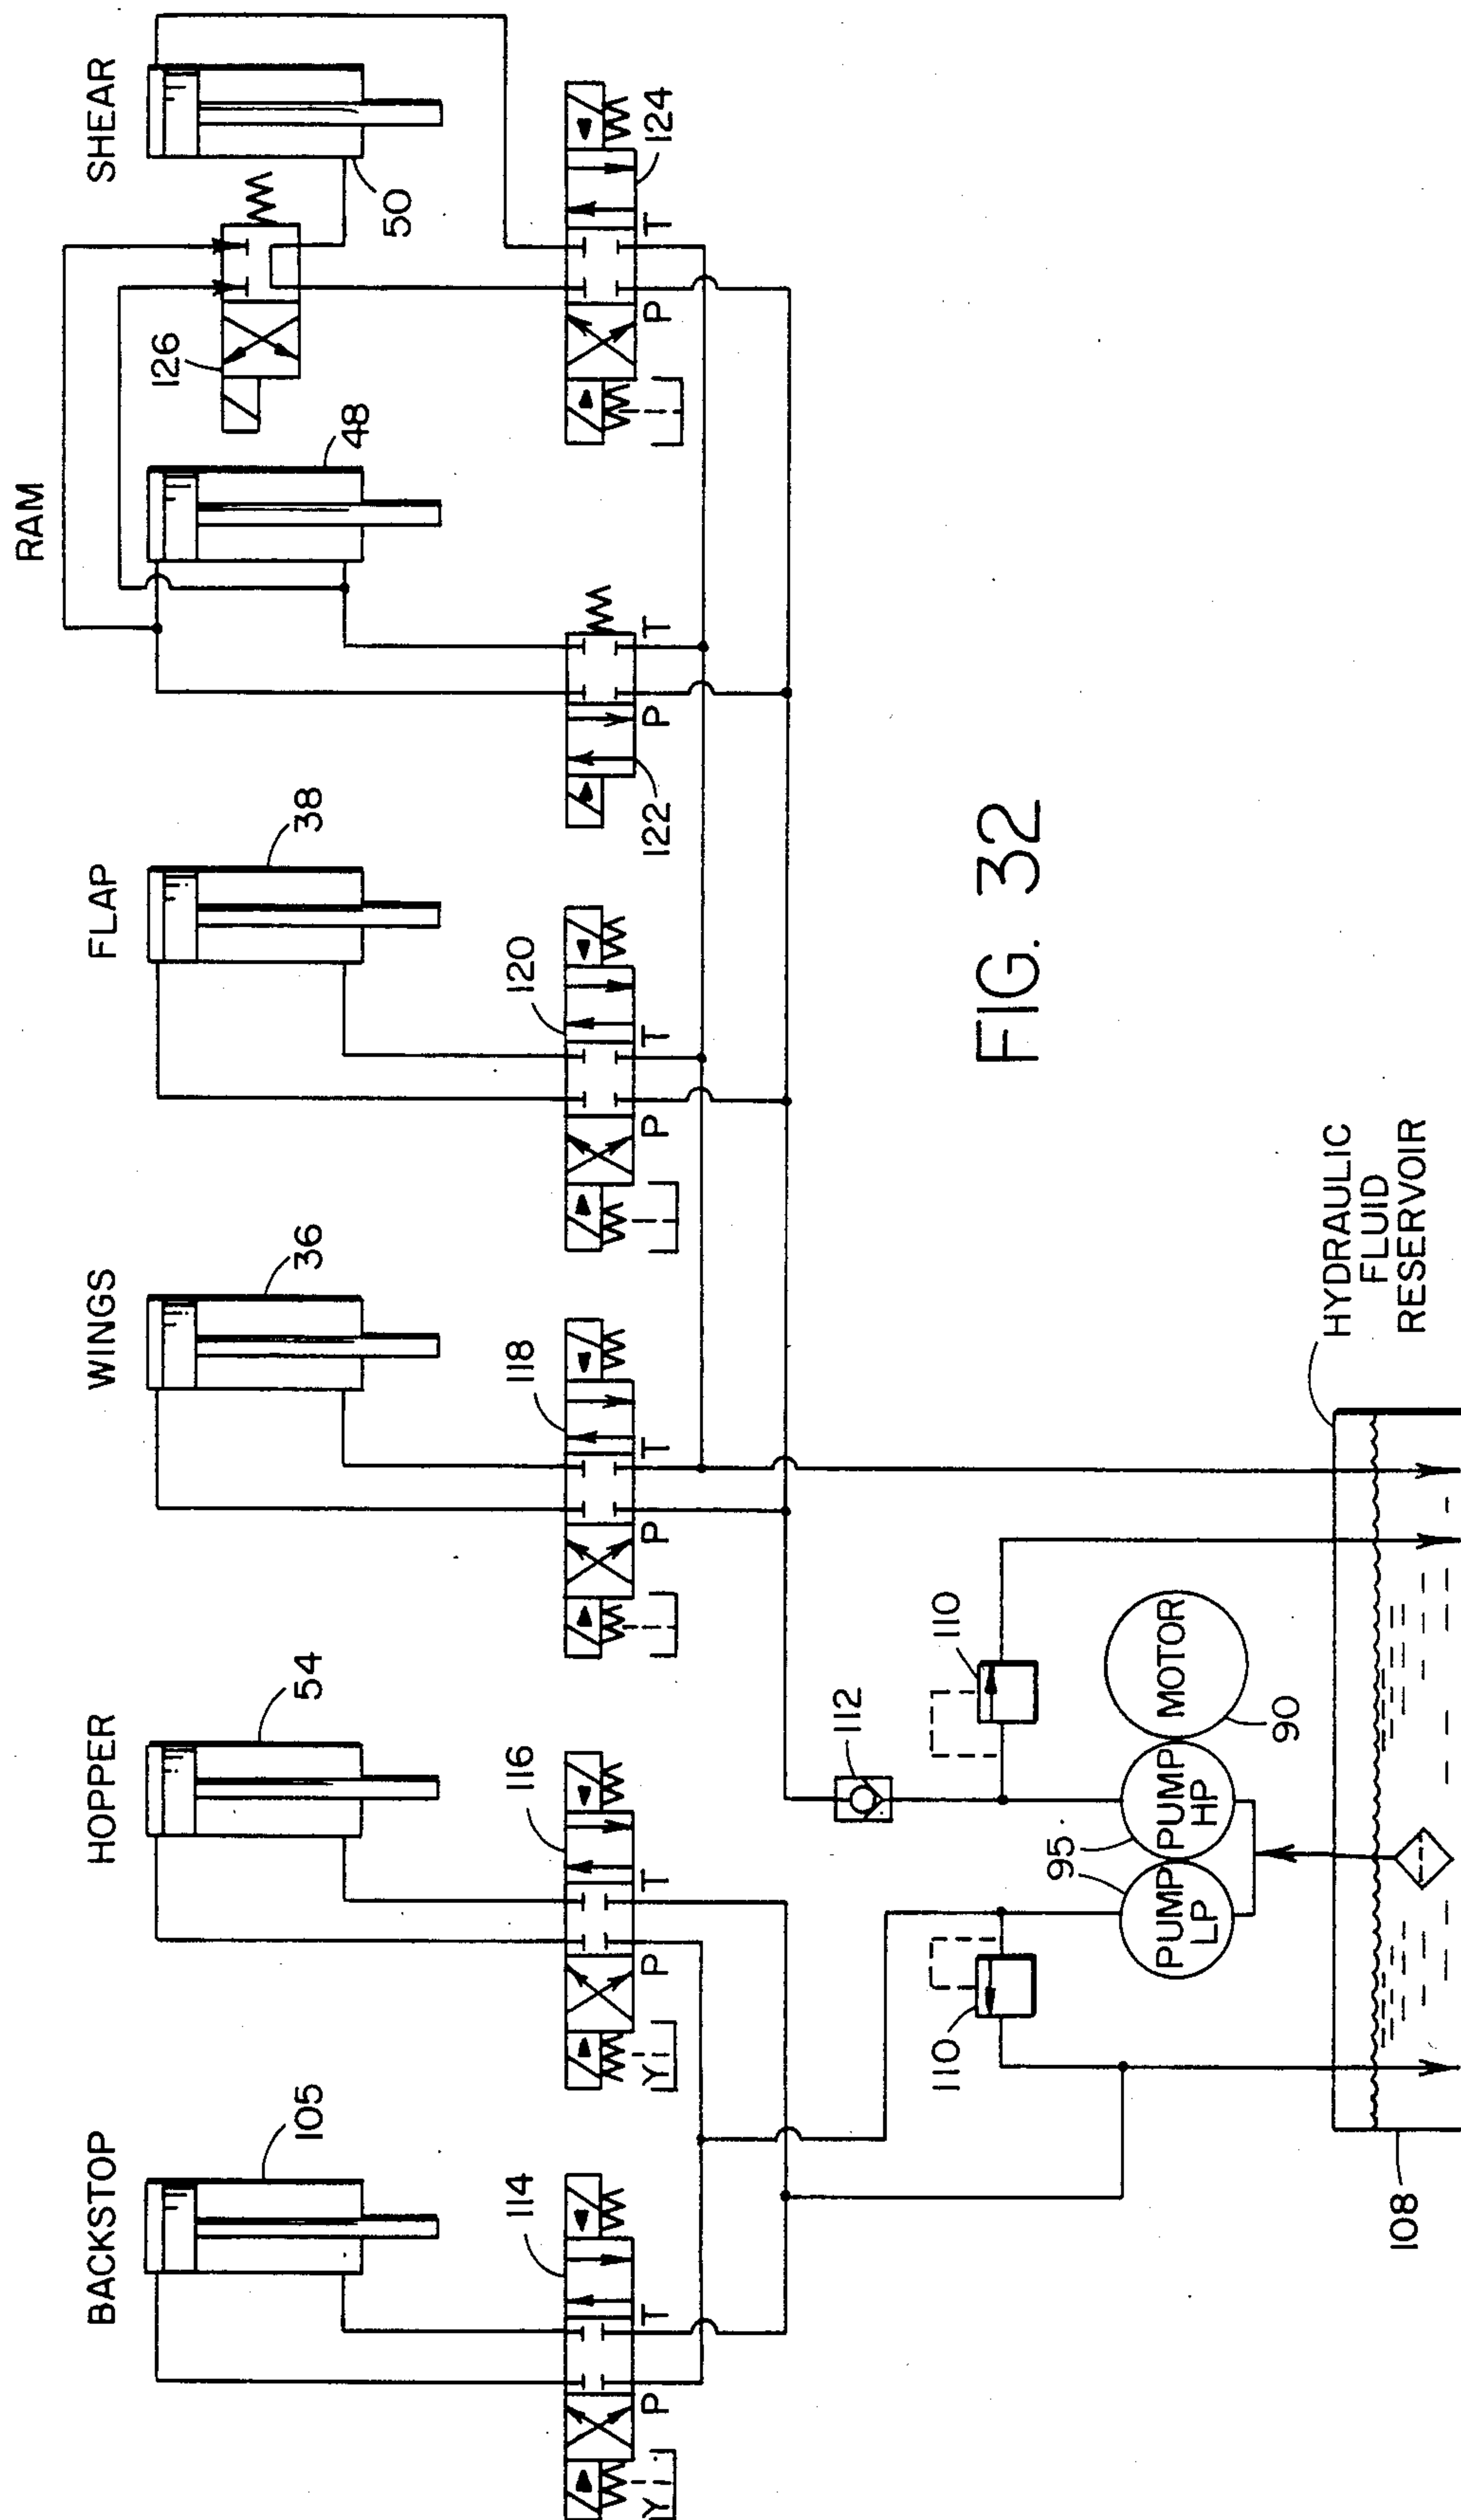 BACKSTOP
HOPPER
WINGS
FLAP
RAM
SHEAR
105
54
36
38
48
126
50
114
116
118
120
122
124
Y
P
T
Y
P
T
P
T
P
T
P
T
P
T
112
110
110
95
PUMP
LP
PUMP
HP
MOTOR
90
108
HYDRAULIC
FLUID
RESERVOIR
FIG. 32